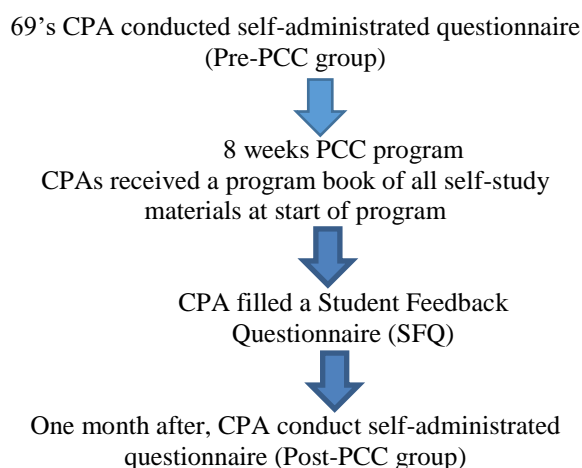 69's CPA conducted self-administrated questionnaire
(Pre-PCC group)
8 weeks PCC program
CPAs received a program book of all self-study
materials at start of program
CPA filled a Student Feedback
Questionnaire (SFQ)
One month after, CPA conduct self-administrated
questionnaire (Post-PCC group)